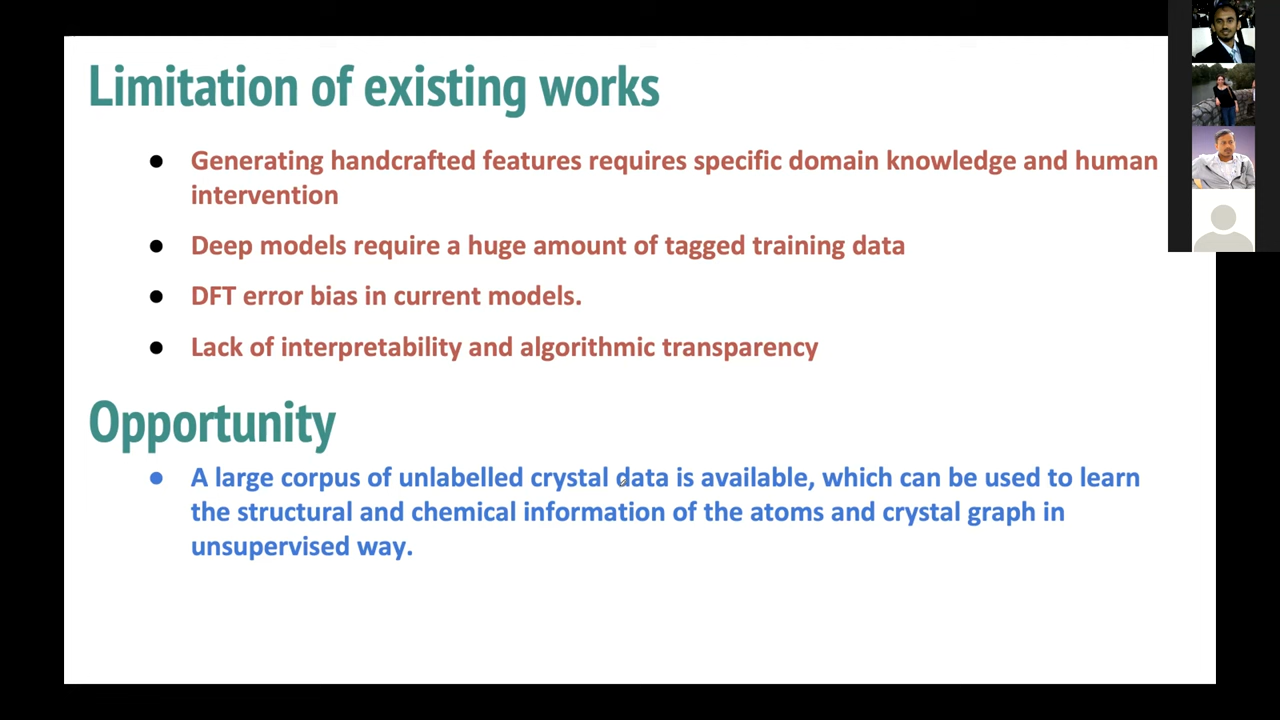 Limitation of existing works
● Generating handcrafted features requires specific domain knowledge and human
intervention
● Deep models require a huge amount of tagged training data
● DFT error bias in current models.
● Lack of interpretability and algorithmic transparency
Opportunity
● A large corpus of unlabelled crystal data is available, which can be used to learn
the structural and chemical information of the atoms and crystal graph in
unsupervised way.